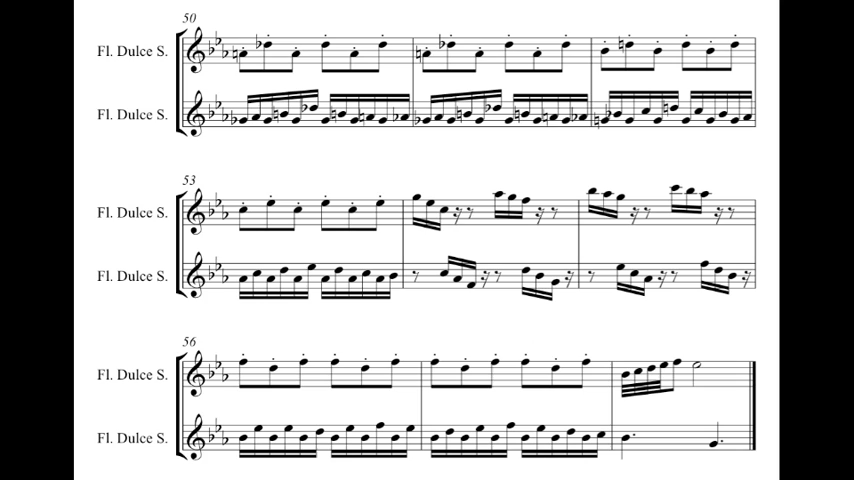 50
Fl. Dulce S.
Fl. Dulce S.
53
Fl. Dulce S.
Fl. Dulce S.
56
Fl. Dulce S.
Fl. Dulce S.